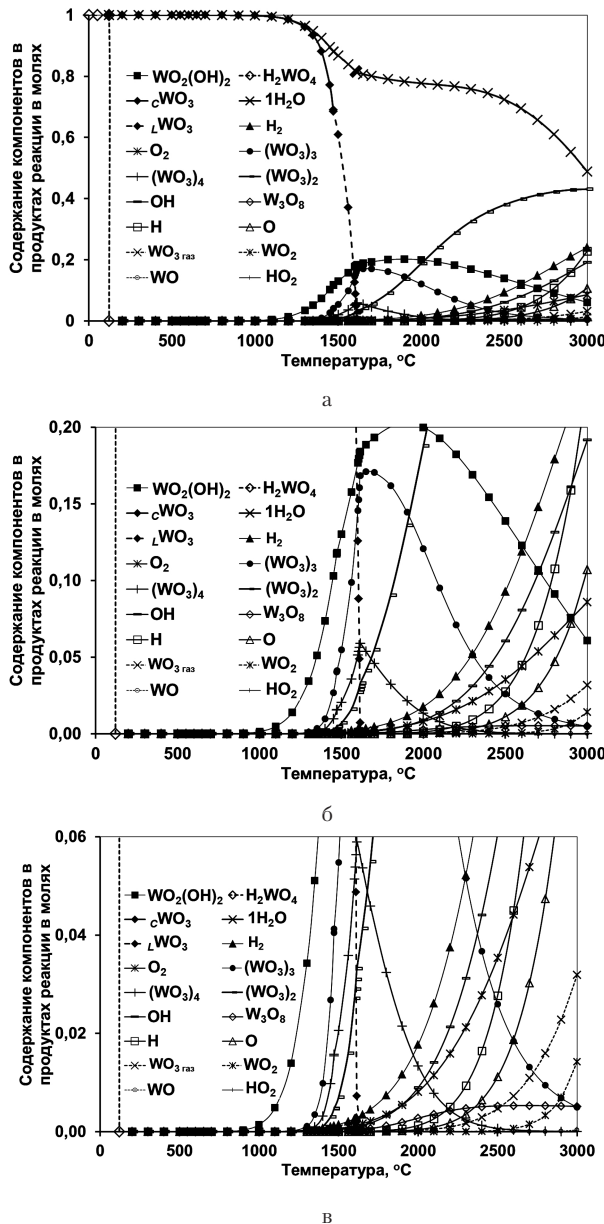 Содержание компонентов в
продуктах реакции в молях
1
0,8
0,6
0,4
0,2
0
WO₂(OH)₂ H₂WO₄
cWO₃ 1H₂O
LWO₃ H₂
O₂ (WO₃)₃
(WO₃)₄ (WO₃)₂
OH W₃O₈
H O
WO₃ газ WO₂
WO HO₂
0 500 1000 1500 2000 2500 3000
Температура, °С
а
Содержание компонентов в
продуктах реакции в молях
0,20
0,15
0,10
0,05
0,00
WO₂(OH)₂ H₂WO₄
cWO₃ 1H₂O
LWO₃ H₂
O₂ (WO₃)₃
(WO₃)₄ (WO₃)₂
OH W₃O₈
H O
WO₃ газ WO₂
WO HO₂
0 500 1000 1500 2000 2500 3000
Температура, °С
б
Содержание компонентов в
продуктах реакции в молях
0,06
0,04
0,02
0,00
WO₂(OH)₂ H₂WO₄
cWO₃ 1H₂O
LWO₃ H₂
O₂ (WO₃)₃
(WO₃)₄ (WO₃)₂
OH W₃O₈
H O
WO₃ газ WO₂
WO HO₂
0 500 1000 1500 2000 2500 3000
Температура, °С
в